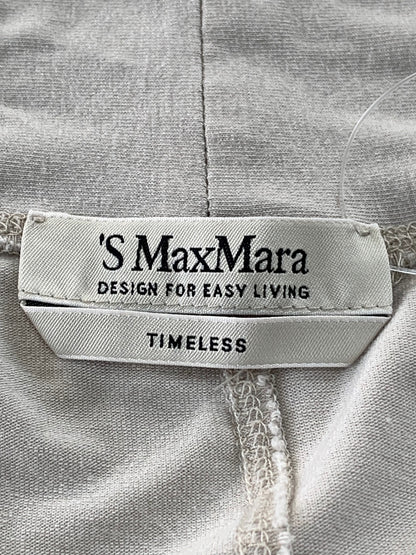 'S MaxMara
DESIGN FOR EASY LIVING
TIMELESS